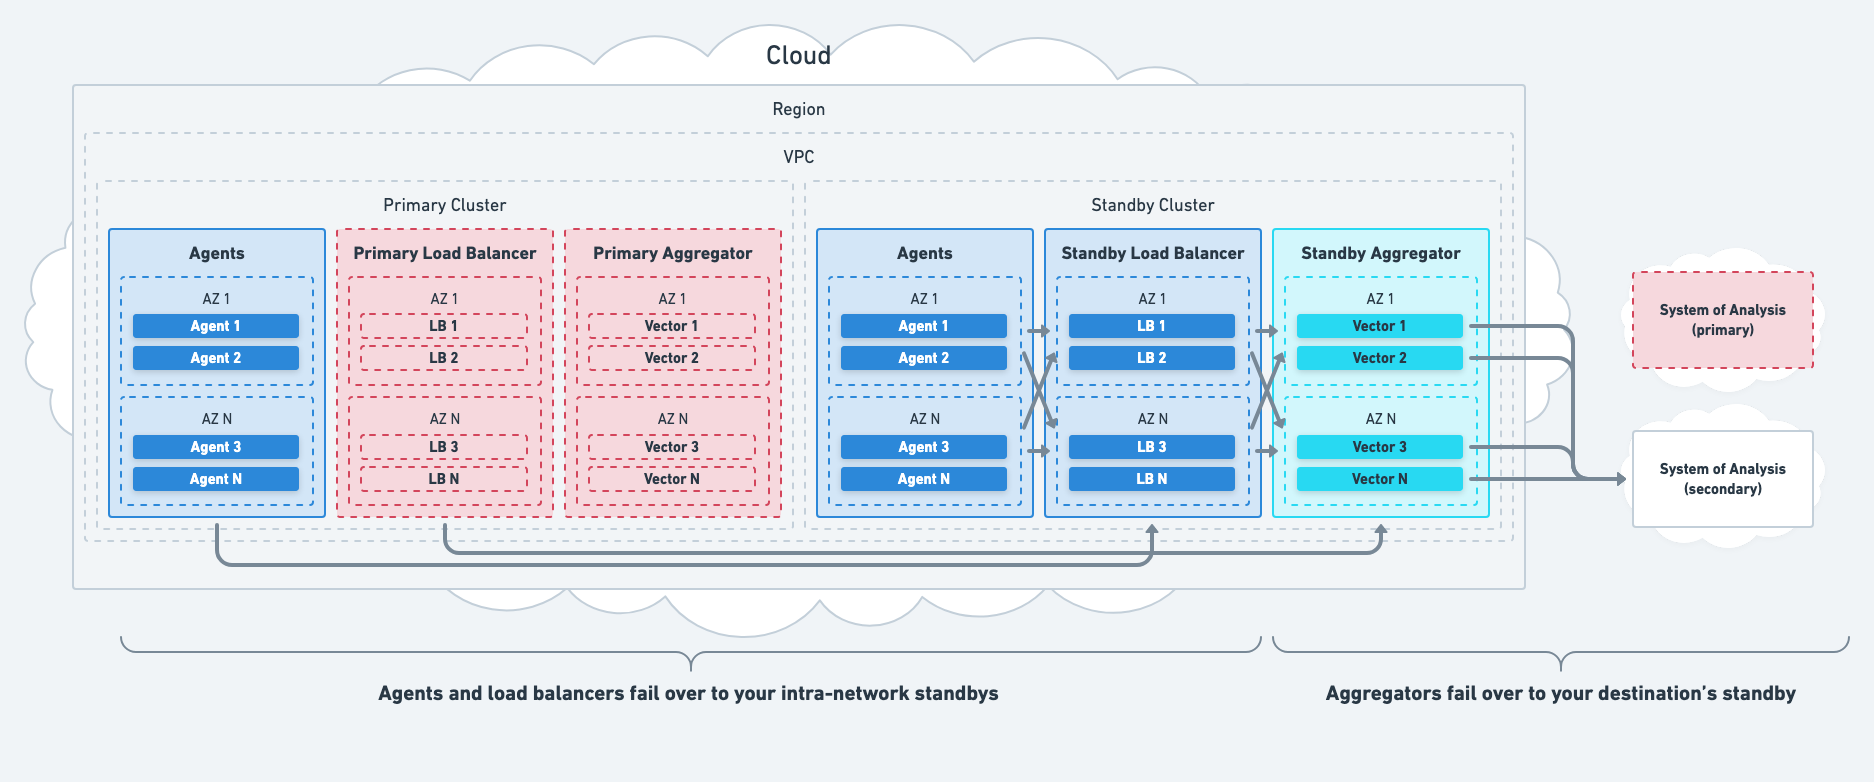 Cloud
Region
VPC
Primary Cluster
Agents
AZ 1
Agent 1
Agent 2
AZ N
Agent 3
Agent N
Primary Load Balancer
AZ 1
LB 1
LB 2
AZ N
LB 3
LB N
Primary Aggregator
AZ 1
Vector 1
Vector 2
AZ N
Vector 3
Vector N
Standby Cluster
Agents
AZ 1
Agent 1
Agent 2
AZ N
Agent 3
Agent N
Standby Load Balancer
AZ 1
LB 1
LB 2
AZ N
LB 3
LB N
Standby Aggregator
AZ 1
Vector 1
Vector 2
AZ N
Vector 3
Vector N
System of Analysis
(primary)
System of Analysis
(secondary)
Agents and load balancers fail over to your intra-network standbys
Aggregators fail over to your destination’s standby